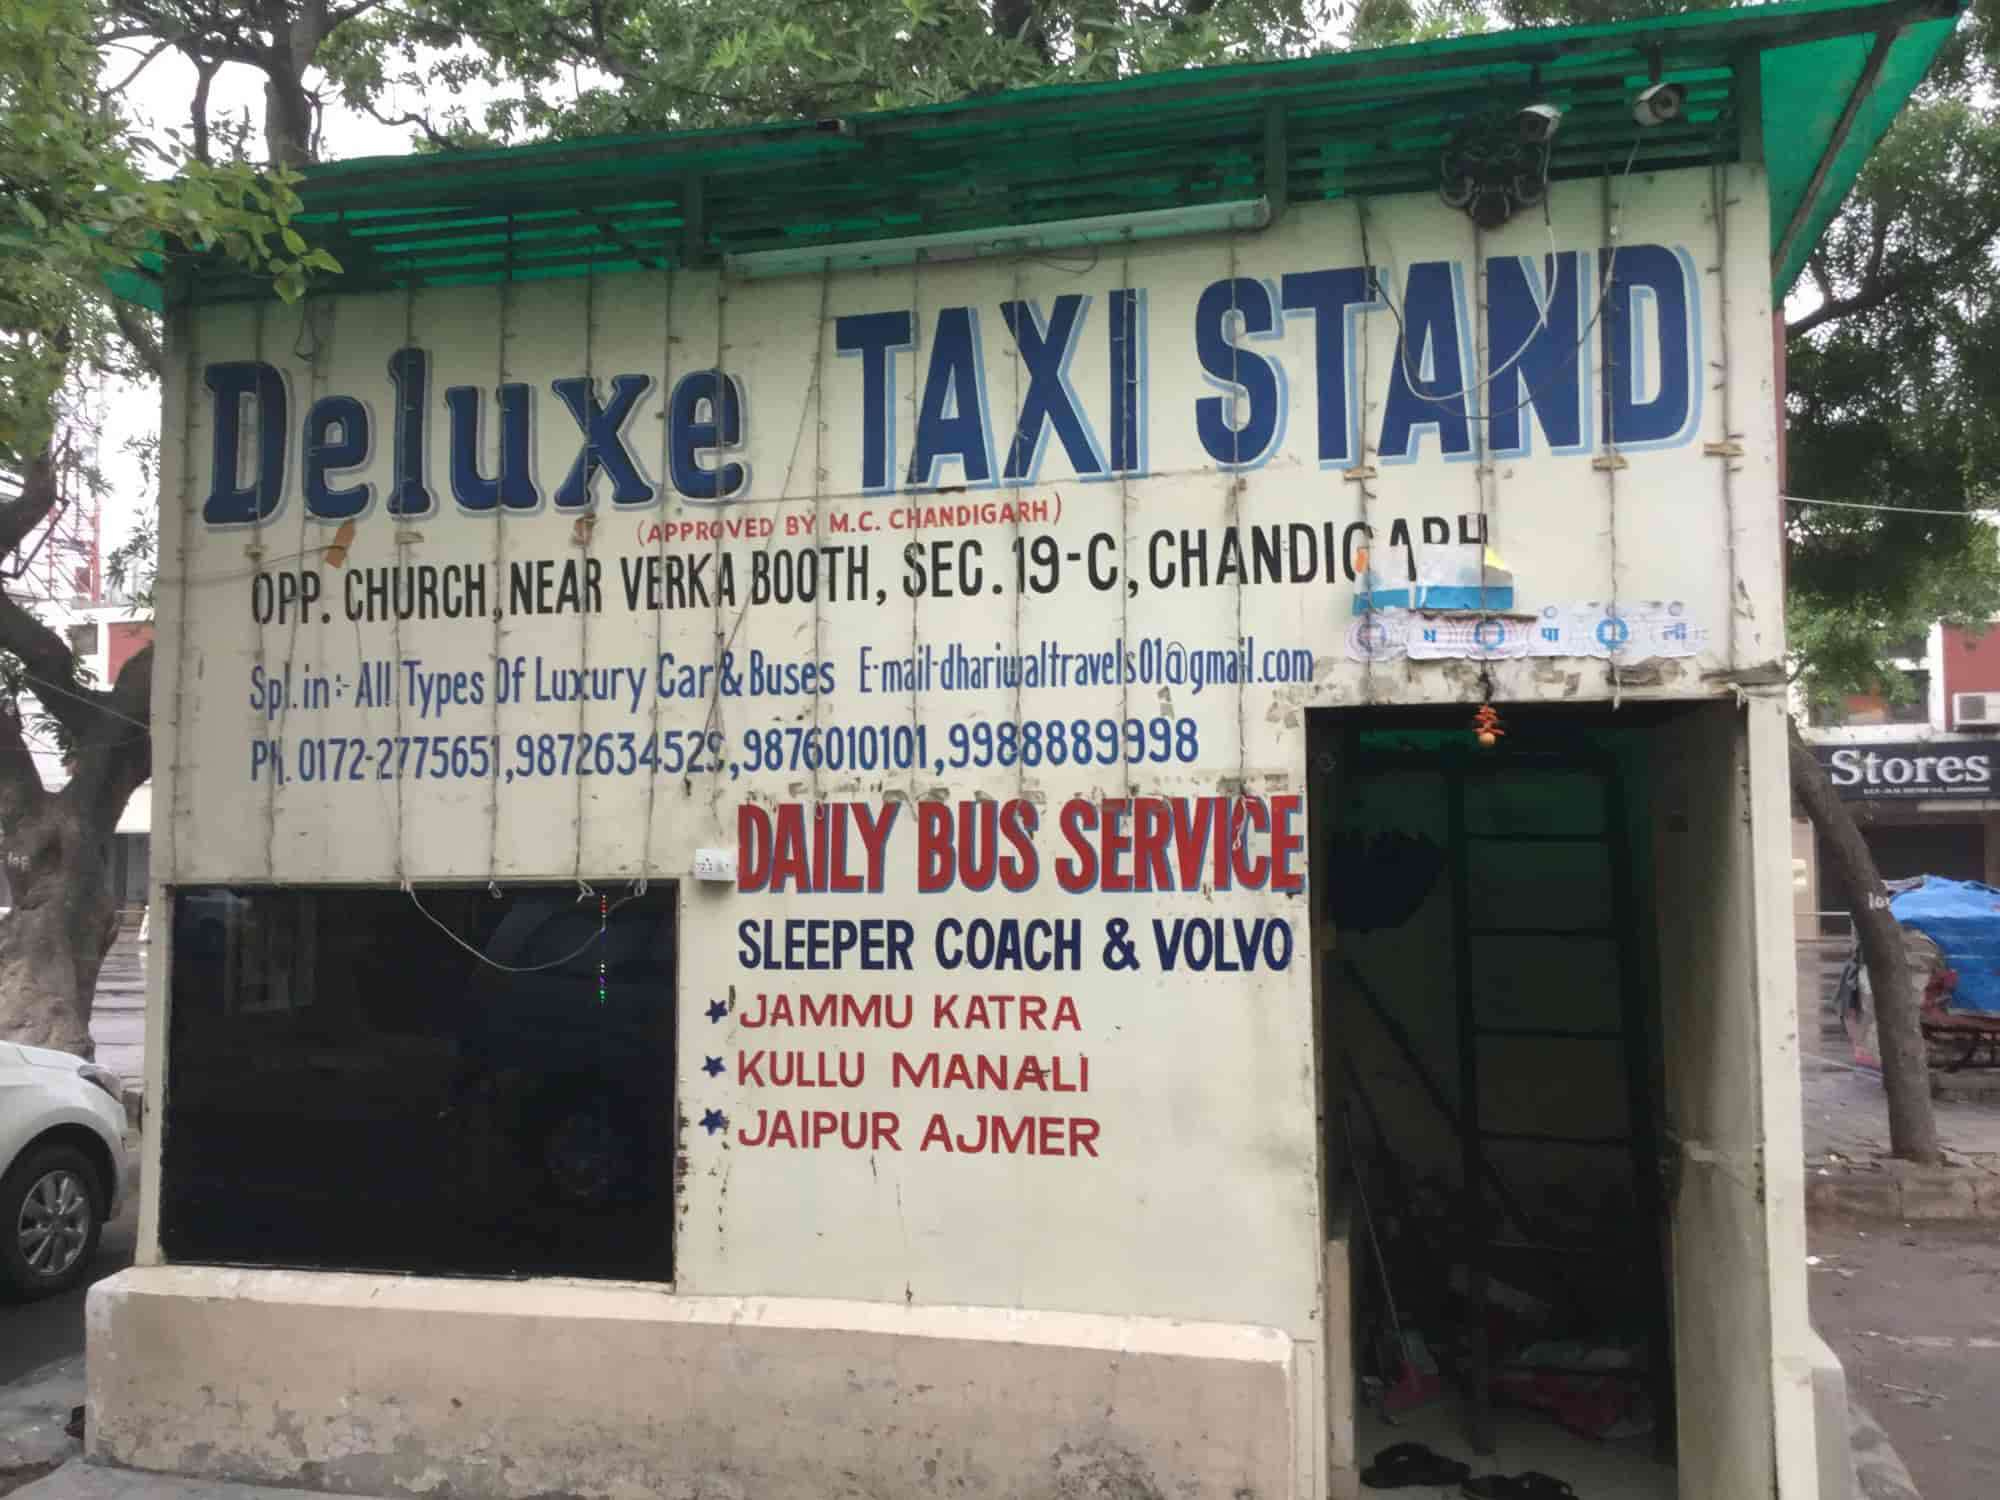 Deluxe TAXI STAND
(APPROVED BY M.C. CHANDIGARH)
OPP. CHURCH, NEAR VERKA BOOTH, SEC. 19-C, CHANDIGARH
Spl. in:- All Types Of Luxury Car & Buses E-mail-dhariwaltravels01@gmail.com
Ph. 0172-2775651,9872634529,9876010101,9988889998
DAILY BUS SERVICE
SLEEPER COACH & VOLVO
JAMMU KATRA
KULLU MANALI
JAIPUR AJMER
Stores